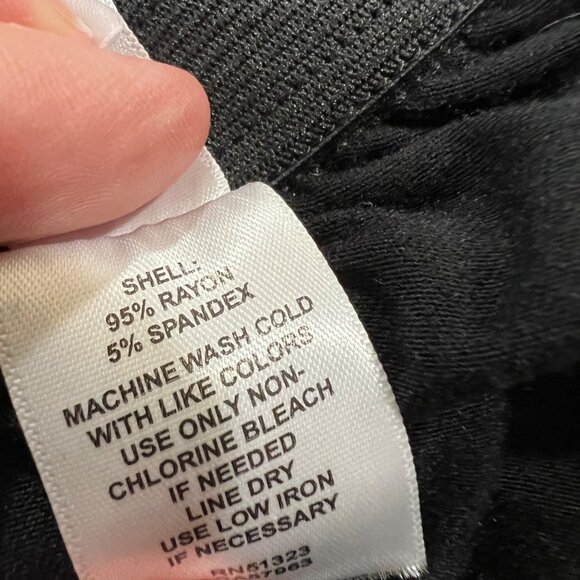 SHELL:
95% RAYON
5% SPANDEX
MACHINE WASH COLD
WITH LIKE COLORS
USE ONLY NON-
CHLORINE BLEACH
IF NEEDED
LINE DRY
USE LOW IRON
IF NECESSARY
RN51323